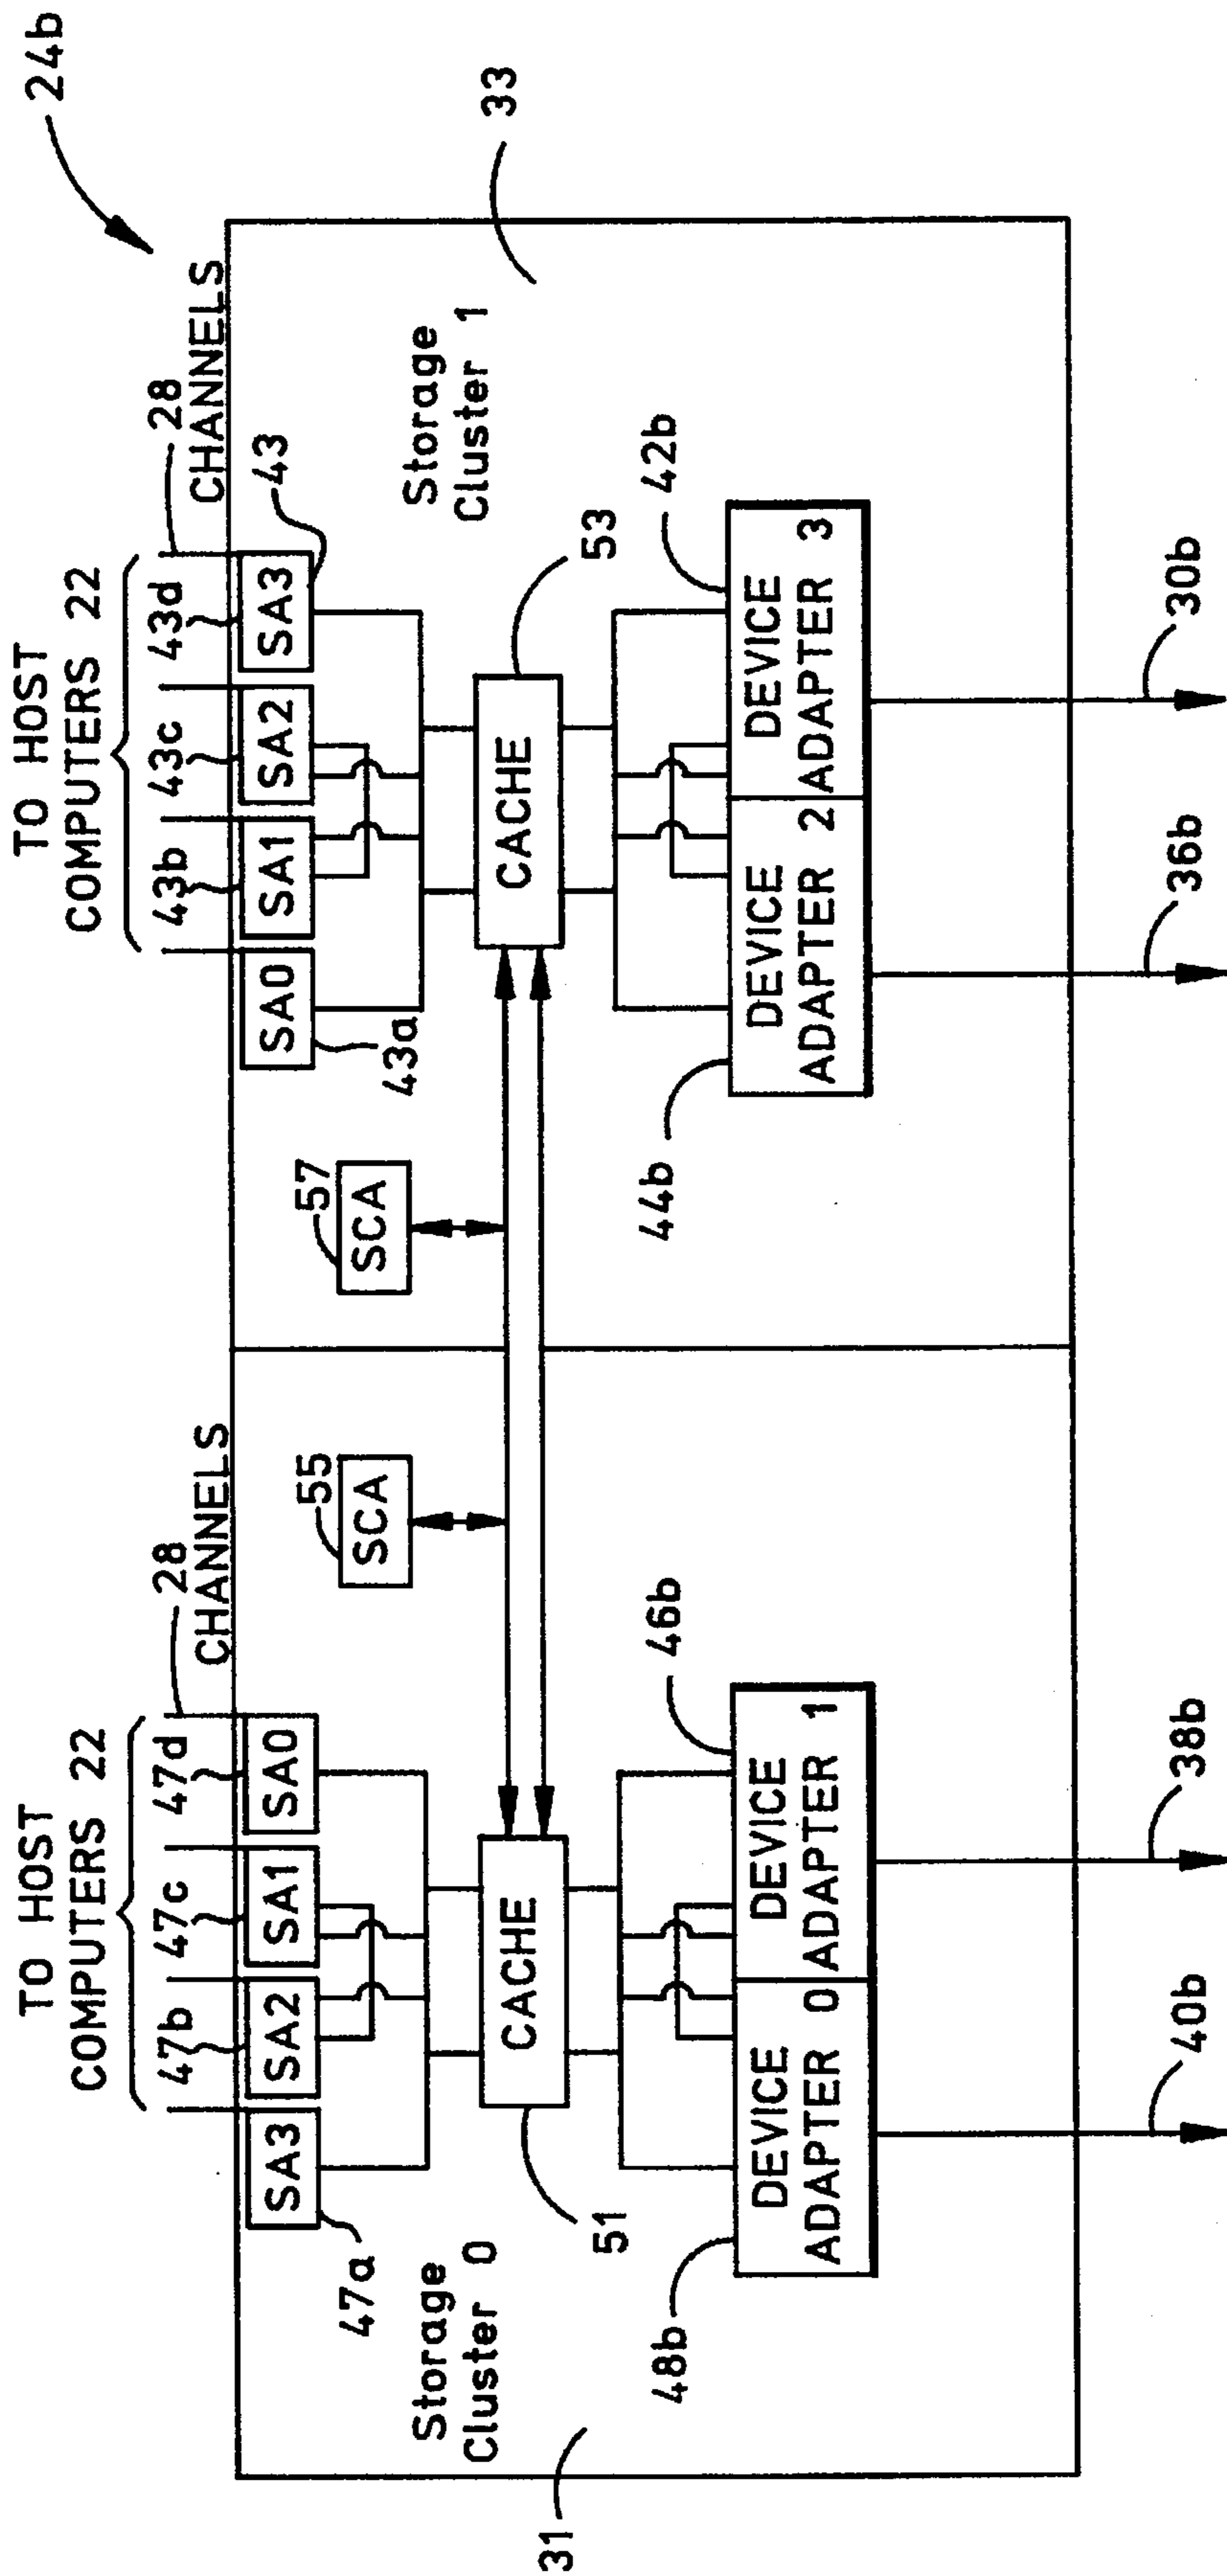 24b
TO HOST
COMPUTERS 22
47b
47c
47d
28
CHANNELS
SA3
SA2
SA1
SA0
47a
TO HOST
COMPUTERS 22
43b
43c
43d
28
CHANNELS
SA0
SA1
SA2
SA3
43
43a
55
SCA
57
SCA
Storage
Cluster 0
Storage
Cluster 1
33
CACHE
51
CACHE
53
48b
46b
DEVICE
ADAPTER 0
DEVICE
ADAPTER 1
44b
42b
DEVICE
ADAPTER 2
DEVICE
ADAPTER 3
31
40b
38b
36b
30b